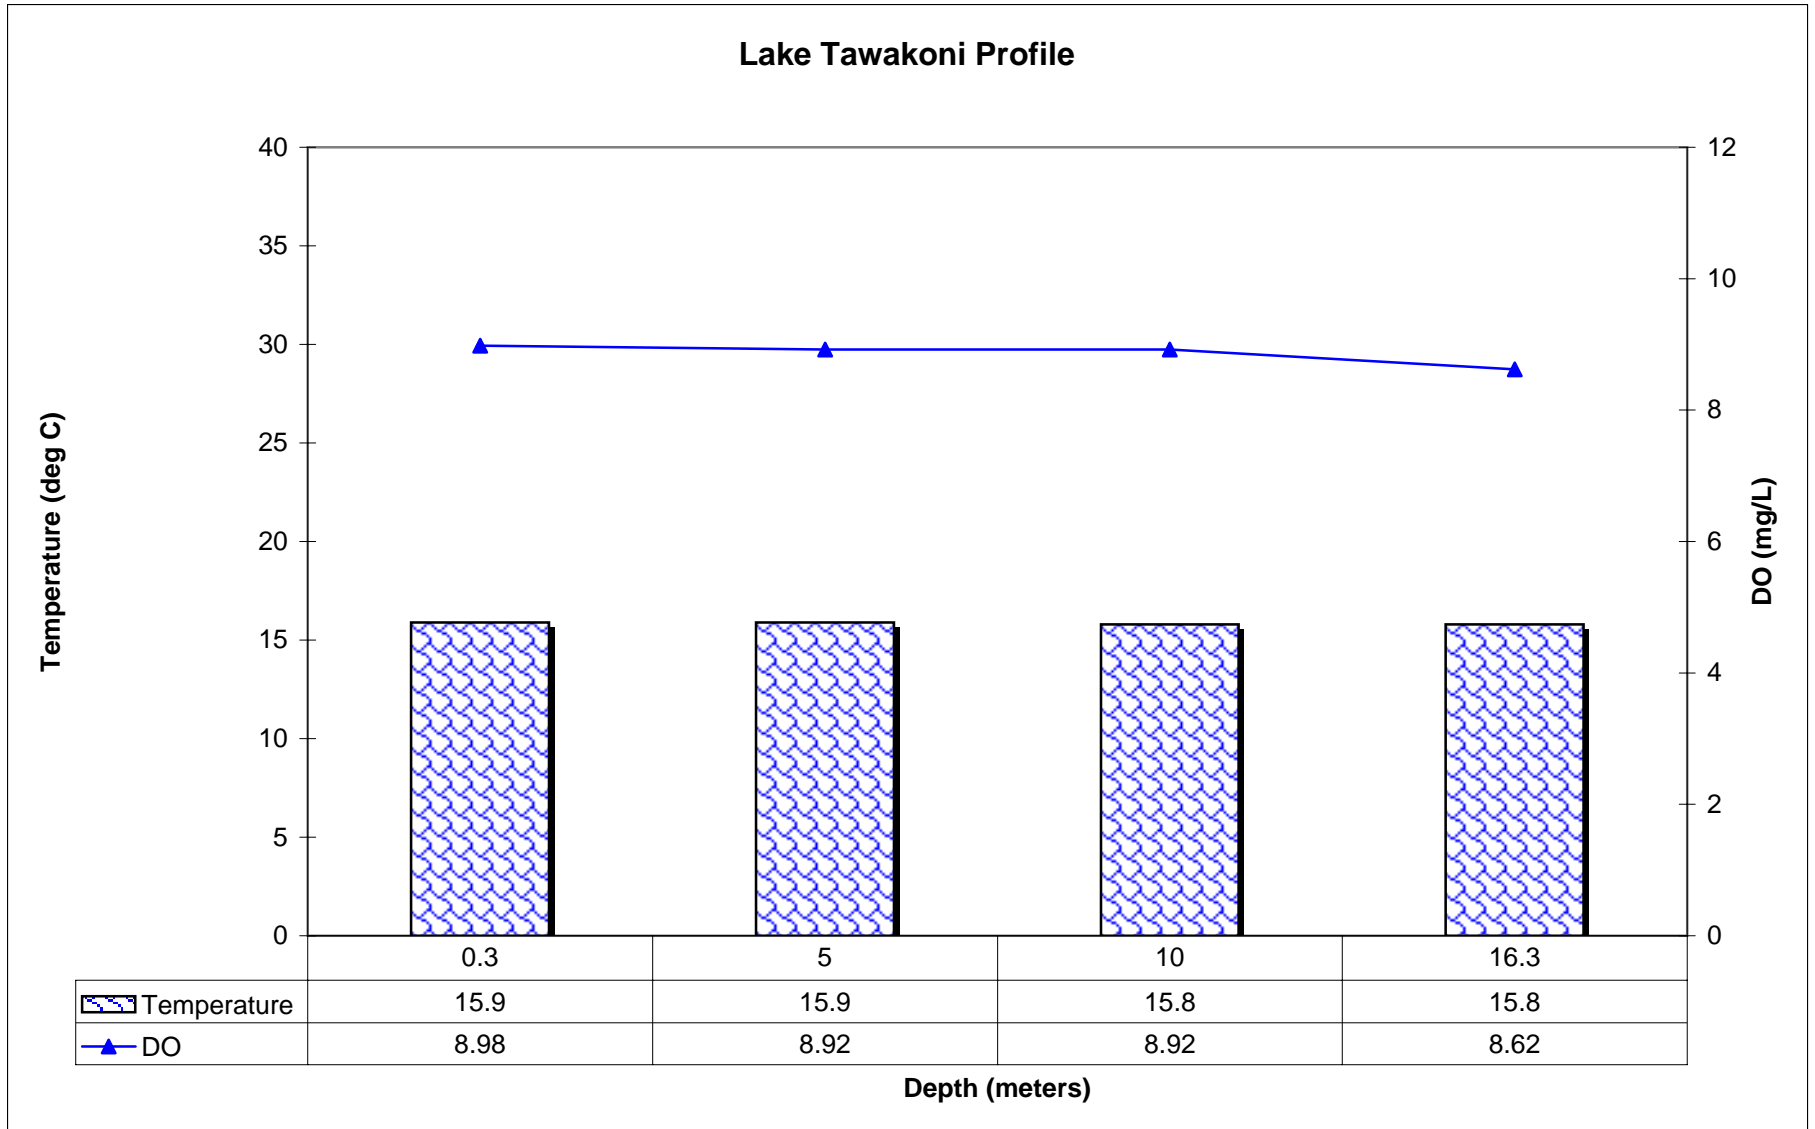 Lake Tawakoni Profile
40
35
30
25
20
15
10
5
0
Temperature (deg C)
12
10
8
6
4
2
0
DO (mg/L)
0.3 5 10 16.3
Temperature 15.9 15.9 15.8 15.8
DO 8.98 8.92 8.92 8.62
Depth (meters)